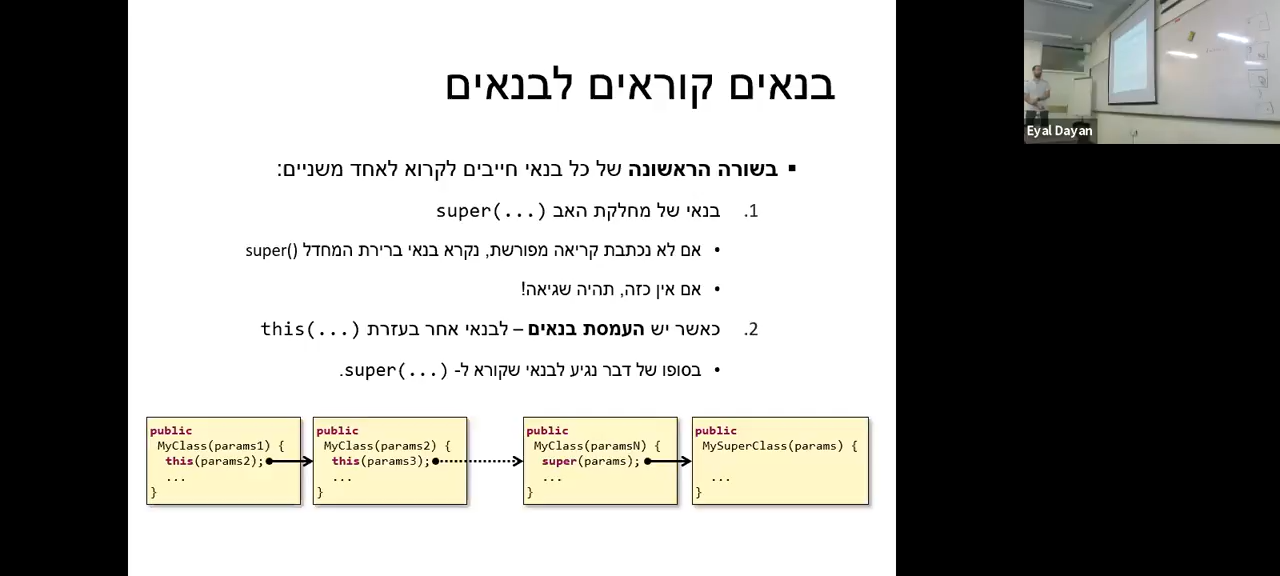 בנאים קוראים לבנאים
▪ בשורה הראשונה של כל בנאי חייבים לקרוא לאחד משניים:
1. בנאי של מחלקת האב super(...)
• אם לא נכתבת קריאה מפורשת, נקרא בנאי ברירת המחדל super()
• אם אין כזה, תהיה שגיאה!
2. כאשר יש העמסת בנאים – לבנאי אחר בעזרת this(...)
• בסופו של דבר נגיע לבנאי שקורא ל- super(...).
public
MyClass(params1) {
this(params2);
...
}
public
MyClass(params2) {
this(params3);
...
}
public
MyClass(paramsN) {
super(params);
...
}
public
MySuperClass(params) {
...
}
Eyal Dayan